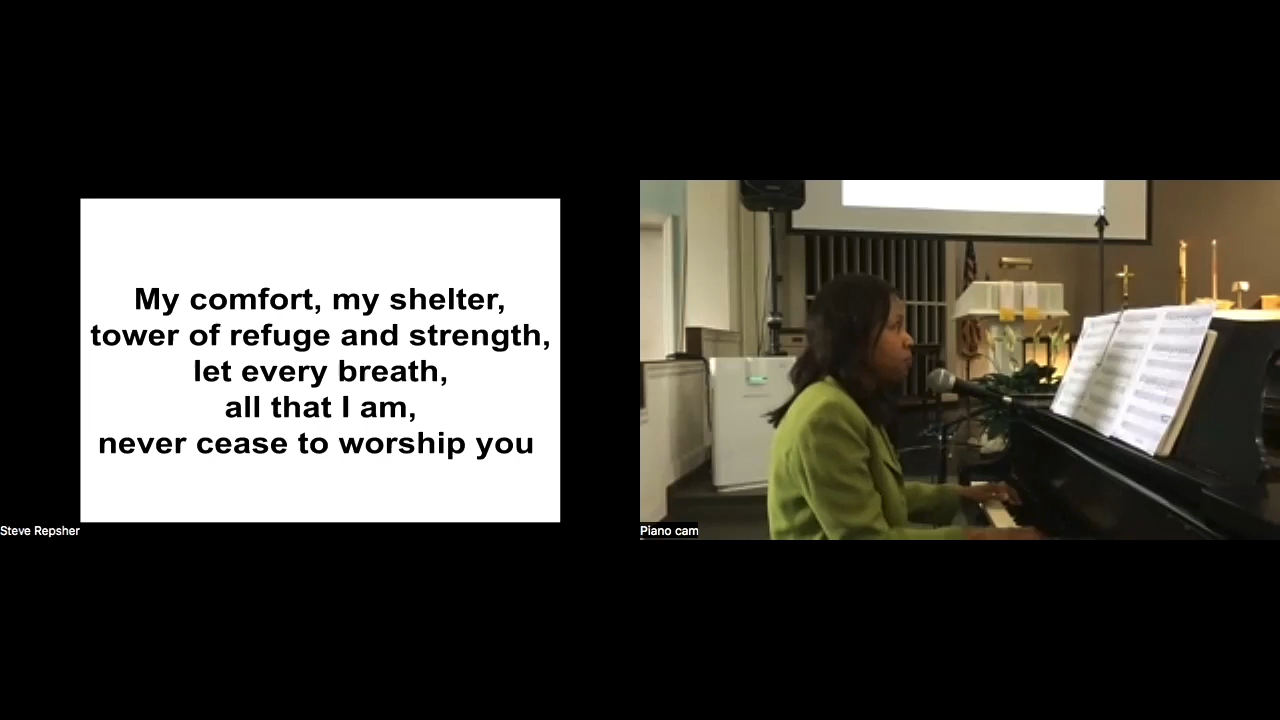 My comfort, my shelter,
tower of refuge and strength,
let every breath,
all that I am,
never cease to worship you
Steve Repsher
Piano cam